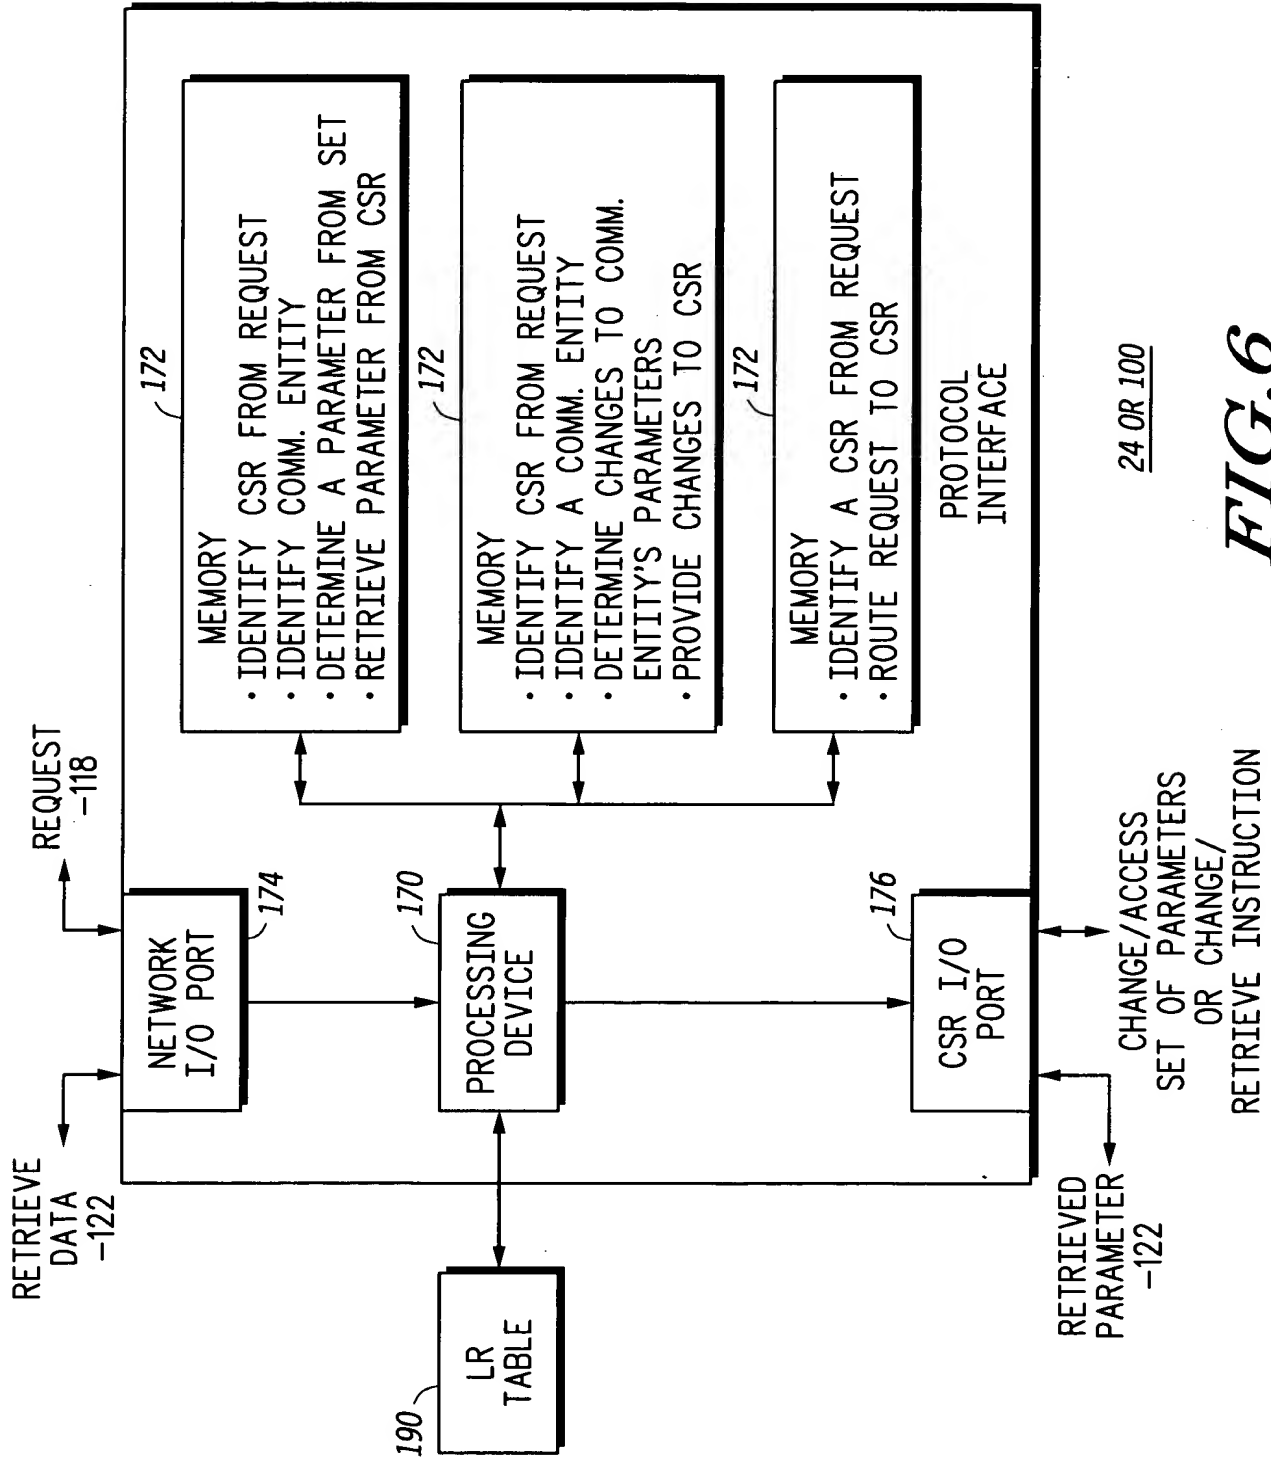 RETRIEVE
DATA
-122
REQUEST
-118
NETWORK
I/O PORT
174
172
MEMORY
· IDENTIFY CSR FROM REQUEST
· IDENTIFY COMM. ENTITY
· DETERMINE A PARAMETER FROM SET
· RETRIEVE PARAMETER FROM CSR
190
LR
TABLE
PROCESSING
DEVICE
170
172
MEMORY
· IDENTIFY CSR FROM REQUEST
· IDENTIFY A COMM. ENTITY
· DETERMINE CHANGES TO COMM.
ENTITY'S PARAMETERS
· PROVIDE CHANGES TO CSR
172
MEMORY
· IDENTIFY A CSR FROM REQUEST
· ROUTE REQUEST TO CSR
CSR I/O
PORT
176
PROTOCOL
INTERFACE
RETRIEVED
PARAMETER
-122
CHANGE/ACCESS
SET OF PARAMETERS
OR CHANGE/
RETRIEVE INSTRUCTION
24 OR 100
FIG.6